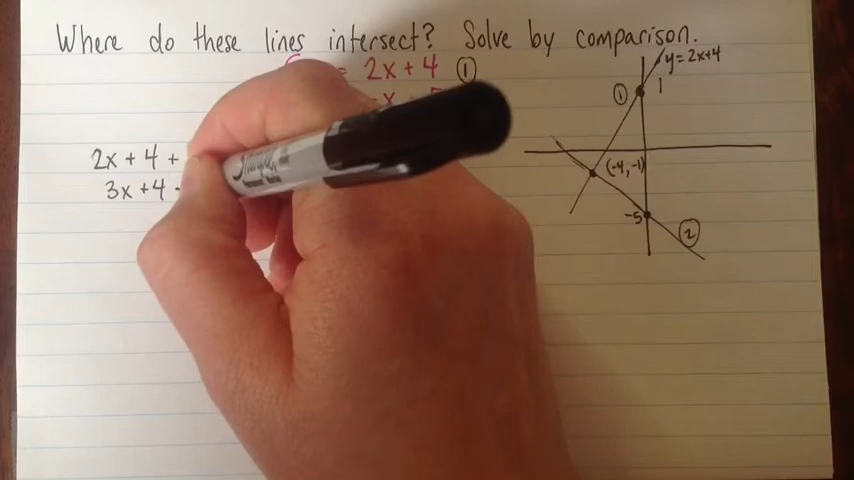 Where do these lines intersect? Solve by comparison.
= 2x + 4 ①
x
2x + 4 +
3x + 4
y = 2x+4
① 1
(-4, -1)
-5 ②
Sharpie